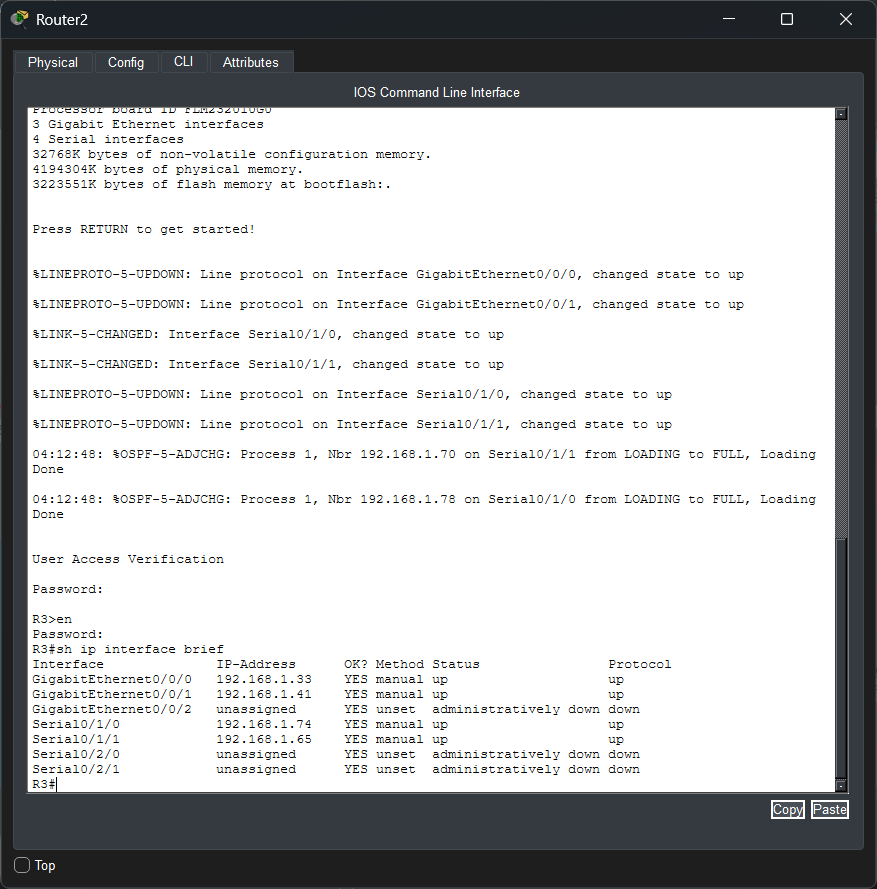 Router2
Physical Config CLI Attributes
IOS Command Line Interface
Processor board ID FLM232010G0
3 Gigabit Ethernet interfaces
4 Serial interfaces
32768K bytes of non-volatile configuration memory.
4194304K bytes of physical memory.
3223551K bytes of flash memory at bootflash:.
Press RETURN to get started!
%LINEPROTO-5-UPDOWN: Line protocol on Interface GigabitEthernet0/0/0, changed state to up
%LINEPROTO-5-UPDOWN: Line protocol on Interface GigabitEthernet0/0/1, changed state to up
%LINK-5-CHANGED: Interface Serial0/1/0, changed state to up
%LINK-5-CHANGED: Interface Serial0/1/1, changed state to up
%LINEPROTO-5-UPDOWN: Line protocol on Interface Serial0/1/0, changed state to up
%LINEPROTO-5-UPDOWN: Line protocol on Interface Serial0/1/1, changed state to up
04:12:48: %OSPF-5-ADJCHG: Process 1, Nbr 192.168.1.70 on Serial0/1/1 from LOADING to FULL, Loading
Done
04:12:48: %OSPF-5-ADJCHG: Process 1, Nbr 192.168.1.78 on Serial0/1/0 from LOADING to FULL, Loading
Done
User Access Verification
Password:
R3>en
Password:
R3#sh ip interface brief
Interface IP-Address OK? Method Status Protocol
GigabitEthernet0/0/0 192.168.1.33 YES manual up up
GigabitEthernet0/0/1 192.168.1.41 YES manual up up
GigabitEthernet0/0/2 unassigned YES unset administratively down down
Serial0/1/0 192.168.1.74 YES manual up up
Serial0/1/1 192.168.1.65 YES manual up up
Serial0/2/0 unassigned YES unset administratively down down
Serial0/2/1 unassigned YES unset administratively down down
R3#
Copy Paste
Top